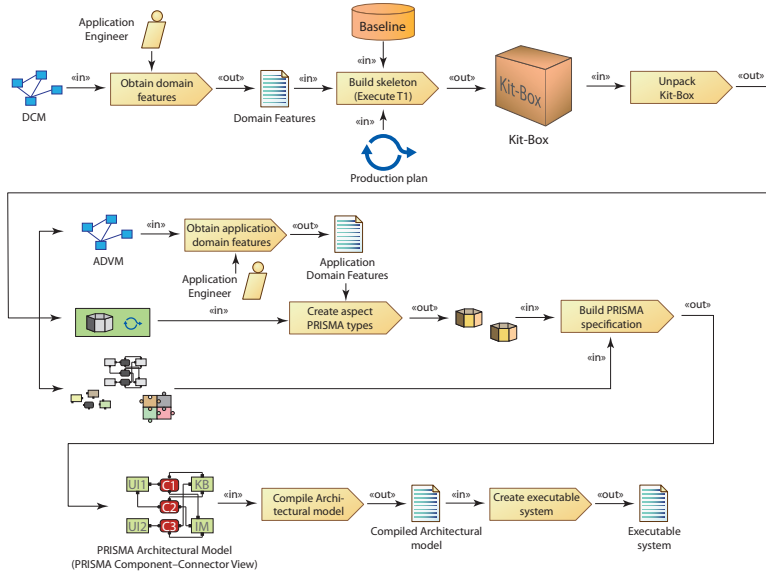 Application
Engineer
Baseline
«in»
Obtain domain
features
«out»
«in»
Build skeleton
(Execute T1)
«in»
«out»
Kit-Box
«in»
Unpack
Kit-Box
«out»
DCM
Domain Features
«in»
Kit-Box
Production plan
«in»
Obtain application
domain features
«out»
ADVM
Application
Engineer
Application
Domain Features
«in»
Create aspect
PRISMA types
«out»
«in»
Build PRISMA
specification
«out»
«in»
UI1
C1
KB
C2
UI2
C3
IM
«in»
Compile Archi-
tectural model
«out»
«in»
Create executable
system
«out»
Compiled Architectural
model
Executable
system
PRISMA Architectural Model
(PRISMA Component–Connector View)